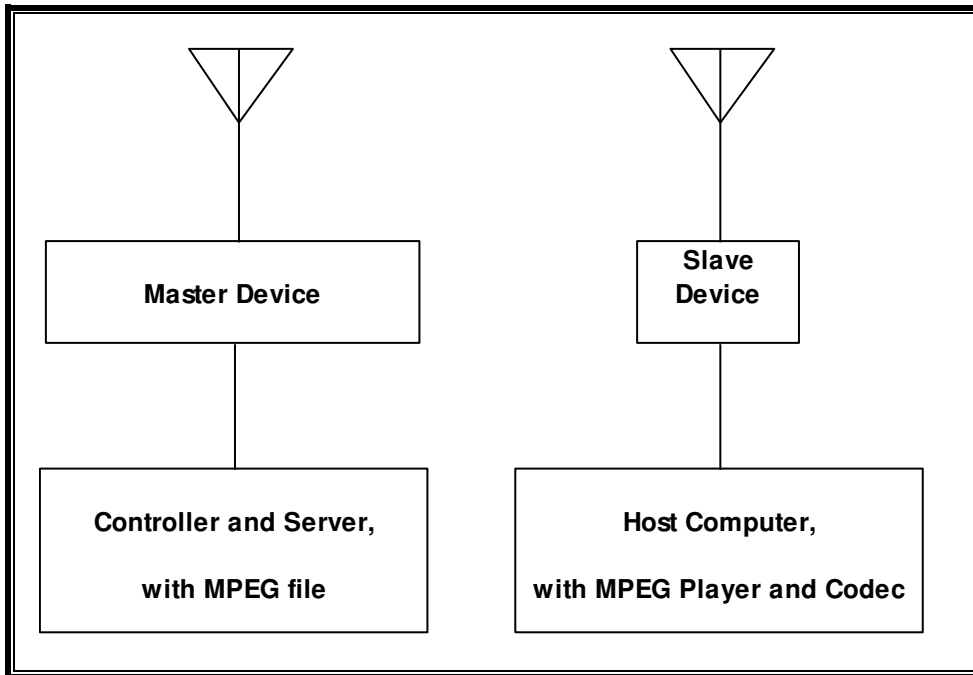 Master Device
Slave
Device
Controller and Server,
with MPEG file
Host Computer,
with MPEG Player and Codec